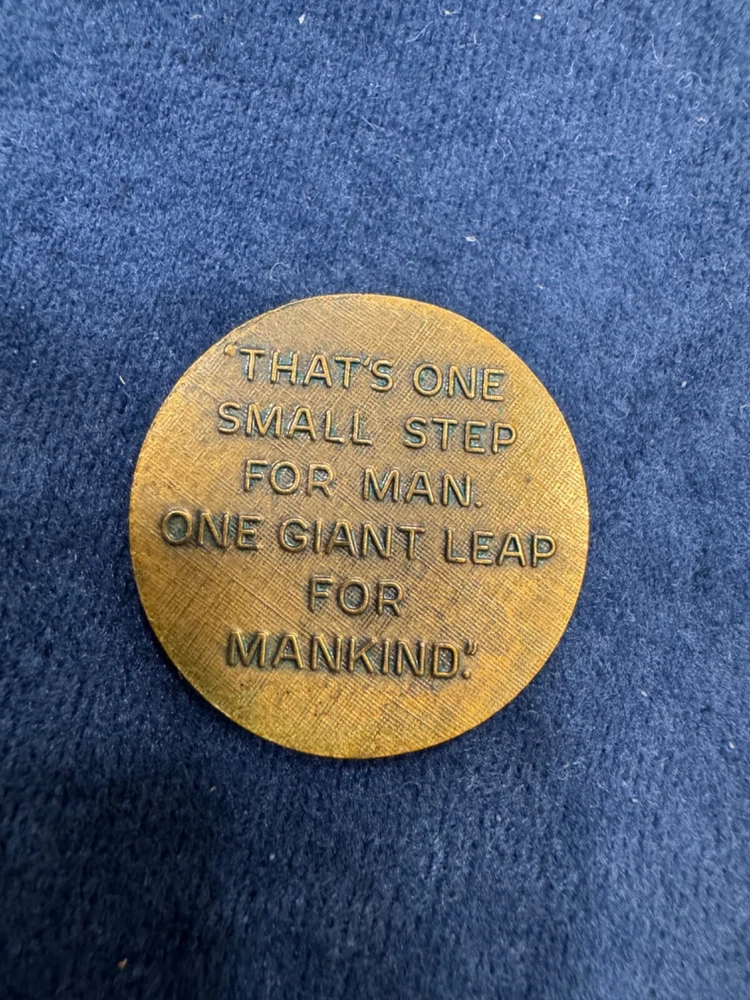 "THAT'S ONE
SMALL STEP
FOR MAN.
ONE GIANT LEAP
FOR
MANKIND."